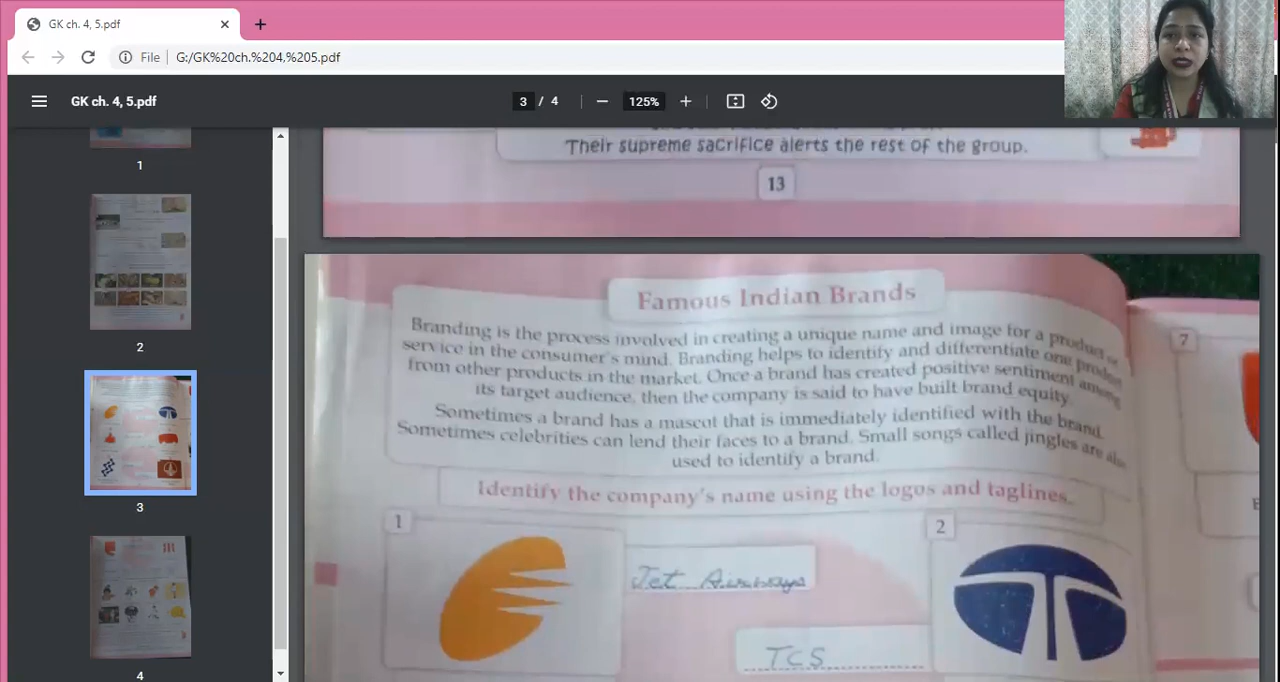 GK ch. 4, 5.pdf
File
G:/GK%20ch.%204,%205.pdf
GK ch. 4, 5.pdf
3 / 4
125%
1
2
3
4
Their supreme sacrifice alerts the rest of the group.
13
Famous Indian Brands
Branding is the process involved in creating a unique name and image for a product or
service in the consumer's mind. Branding helps to identify and differentiate one product
from other products in the market. Once a brand has created positive sentiment among
its target audience, then the company is said to have built brand equity.
Sometimes a brand has a mascot that is immediately identified with the brand.
Sometimes celebrities can lend their faces to a brand. Small songs called jingles are also
used to identify a brand.
Identify the company's name using the logos and taglines.
1
Jet Airways
2
TCS
7